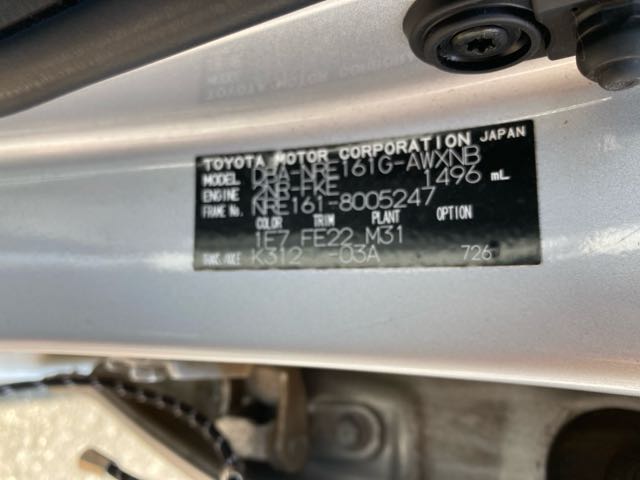 TOYOTA MOTOR CORPORATION JAPAN
MODEL DBA-NRE161G-AWXNB
ENGINE 2NR-FKE 1496 mL
FRAME No. NRE161-8005247
COLOR TRIM PLANT OPTION
1E7 FE22 M31
TRANS./AXLE K312 -03A 726